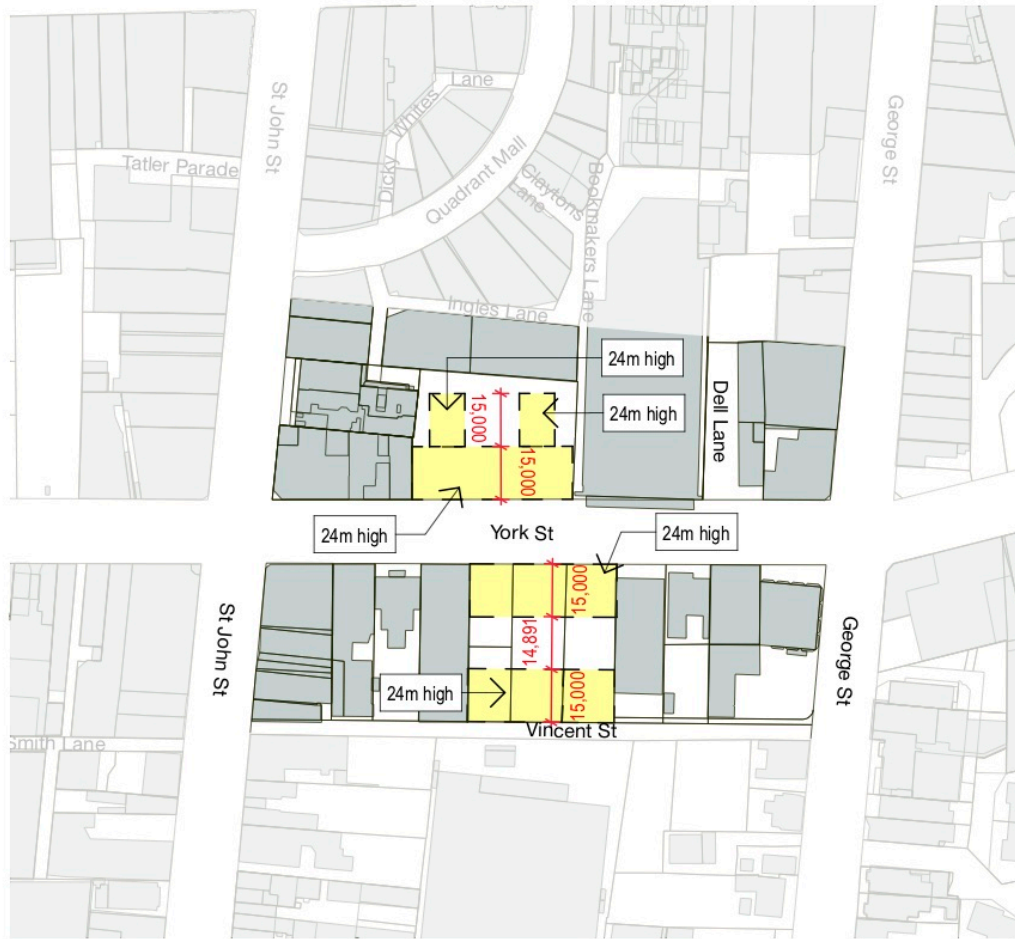 Whites Lane
Dicky
St John St
George St
Tatler Parade
Quadrant Mall
Claytons
Lane
Bookmakers Lane
Ingles Lane
24m high
15,000
24m high
Dell Lane
15,000
24m high
York St
24m high
15,000
14,891
St John St
George St
24m high
15,000
Vincent St
Smith Lane